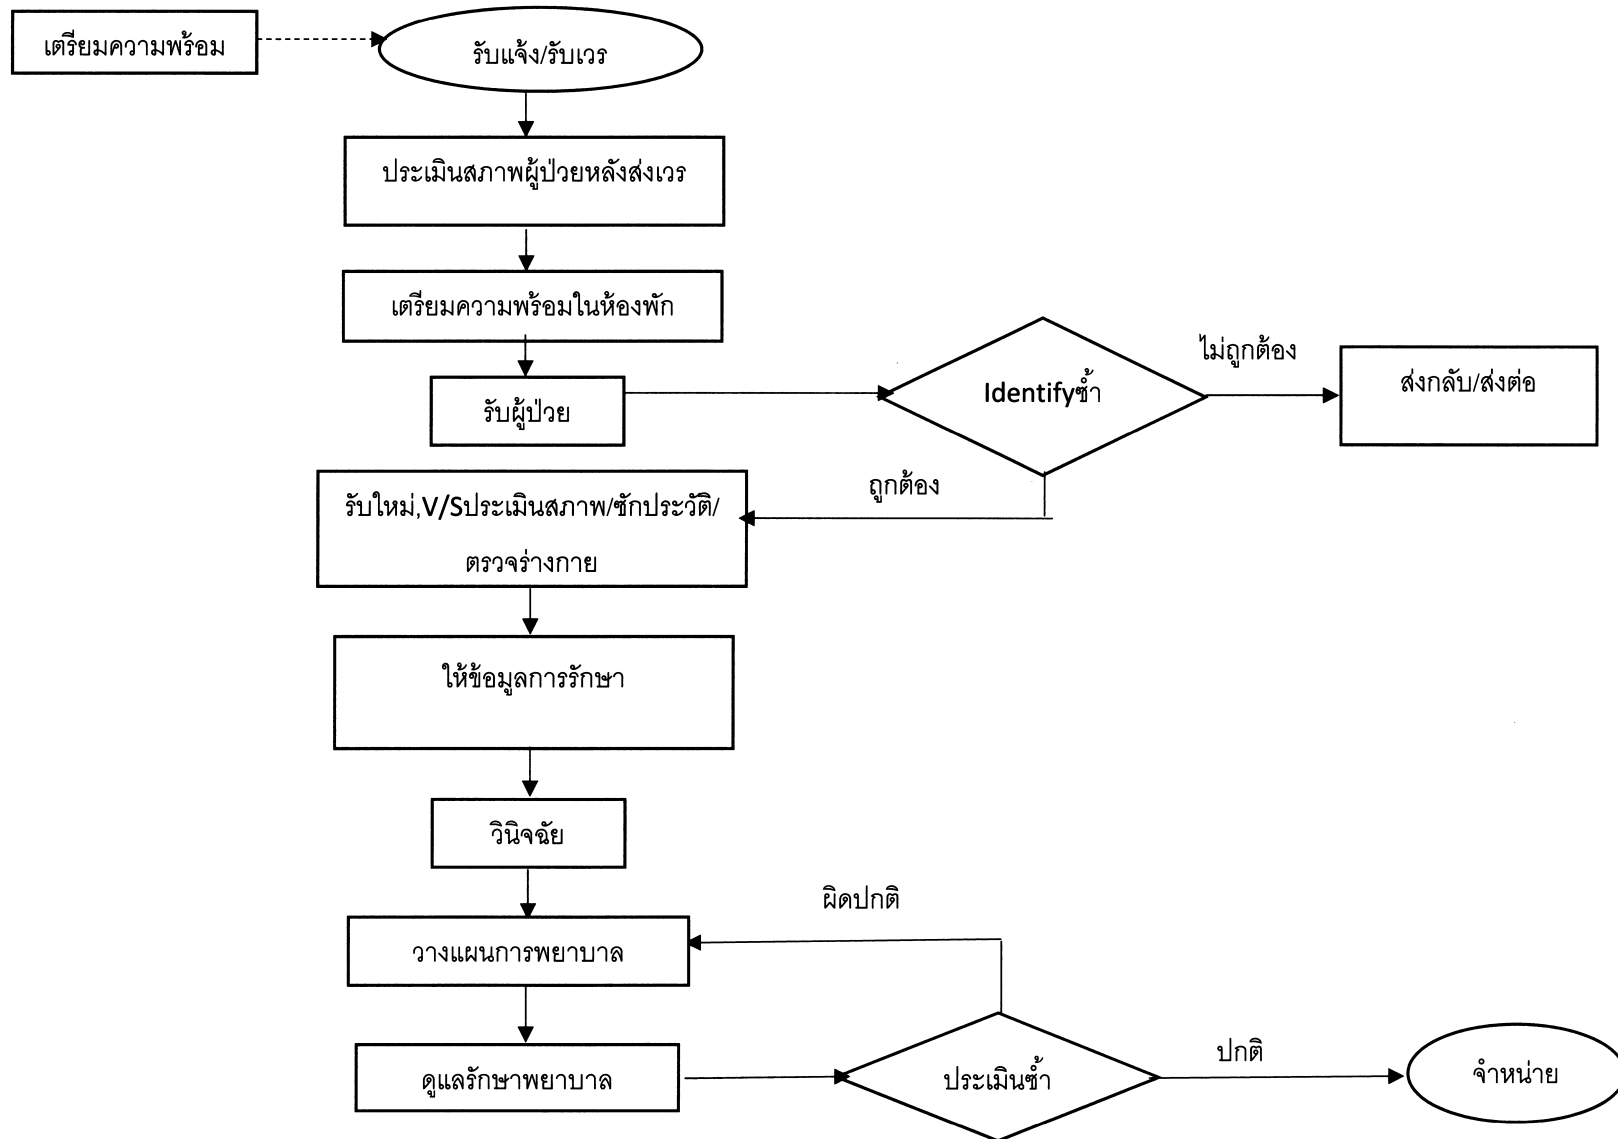 เตรียมความพร้อม
รับแจ้ง/รับเวร
ประเมินสภาพผู้ป่วยหลังส่งเวร
เตรียมความพร้อมในห้องพัก
รับผู้ป่วย
Identifyซ้ำ
ไม่ถูกต้อง
ส่งกลับ/ส่งต่อ
ถูกต้อง
รับใหม่,V/Sประเมินสภาพ/ซักประวัติ/
ตรวจร่างกาย
ให้ข้อมูลการรักษา
วินิจฉัย
ผิดปกติ
วางแผนการพยาบาล
ดูแลรักษาพยาบาล
ประเมินซ้ำ
ปกติ
จำหน่าย